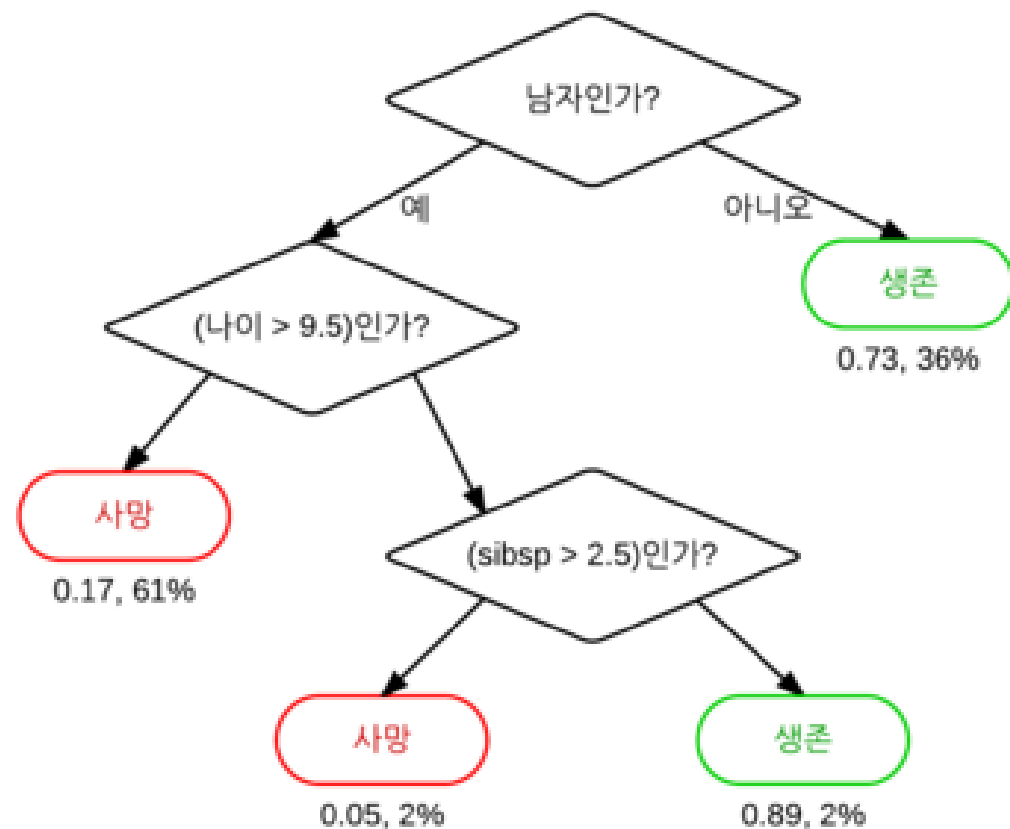 남자인가?
예
아니오
생존
0.73, 36%
(나이 > 9.5)인가?
사망
0.17, 61%
(sibsp > 2.5)인가?
사망
0.05, 2%
생존
0.89, 2%